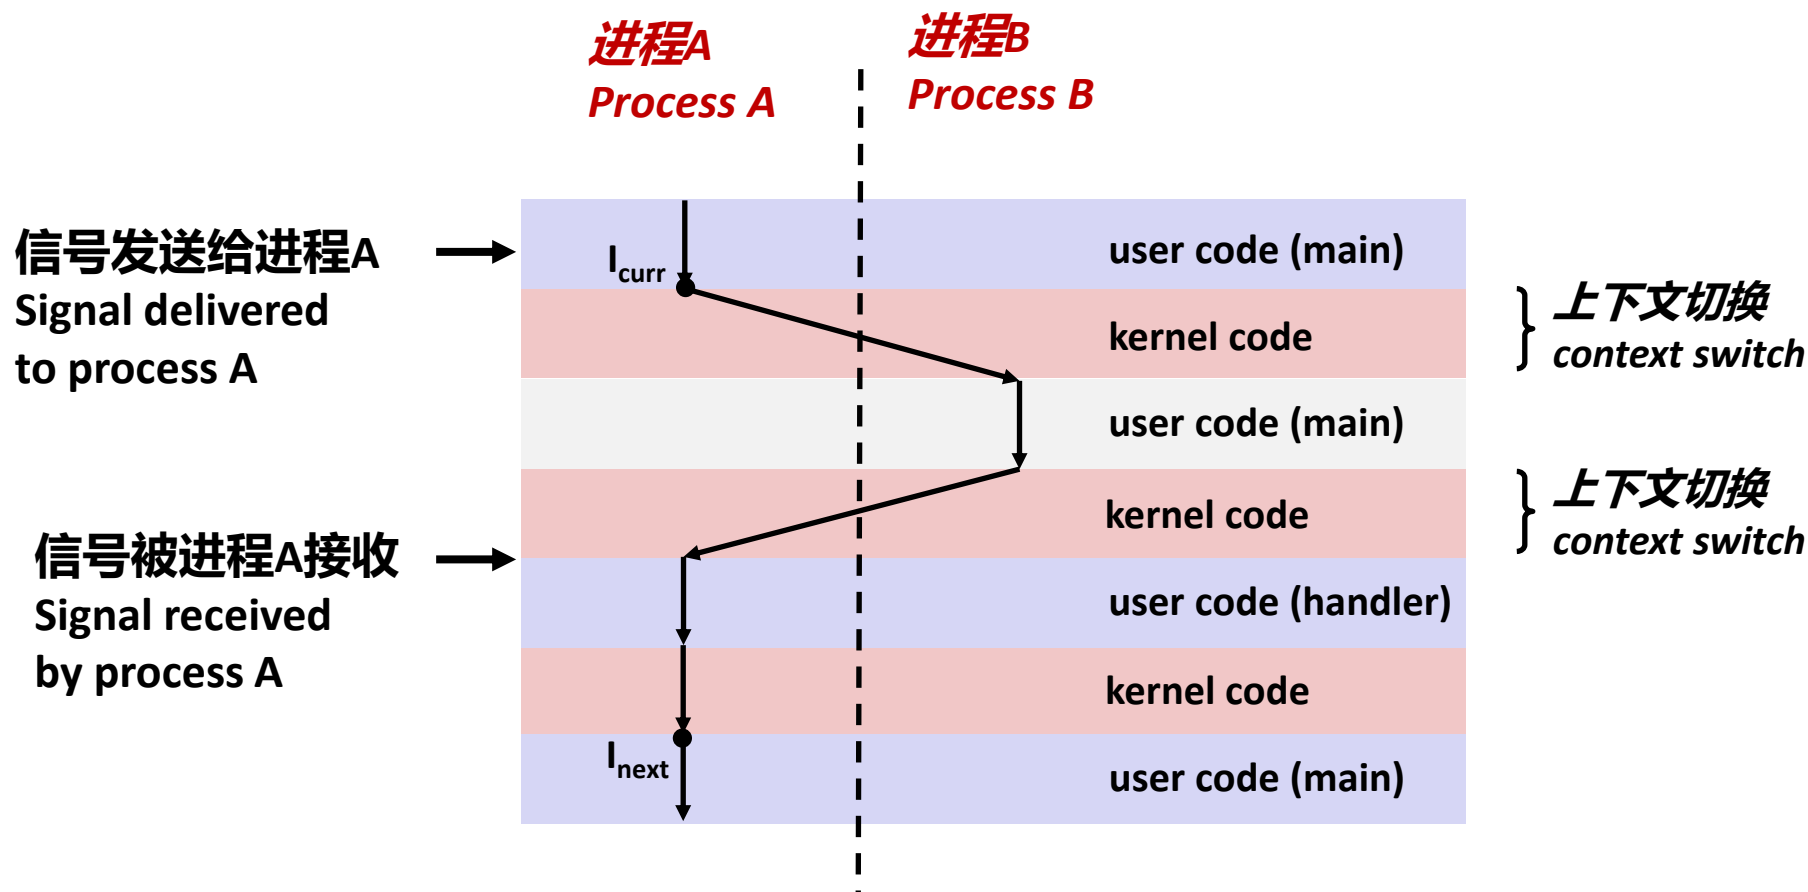 进程A
Process A
进程B
Process B
信号发送给进程A
Signal delivered
to process A
I curr
user code (main)
kernel code
上下文切换
context switch
user code (main)
kernel code
上下文切换
context switch
信号被进程A接收
Signal received
by process A
user code (handler)
kernel code
I next
user code (main)